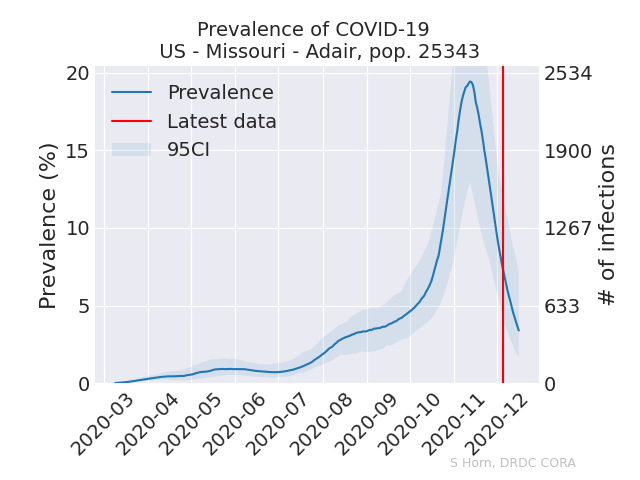 Prevalence of COVID-19
US - Missouri - Adair, pop. 25343
Prevalence
Latest data
95CI
Prevalence (%)
20
15
10
5
0
2534
1900
1267
633
0
# of infections
2020-03
2020-04
2020-05
2020-06
2020-07
2020-08
2020-09
2020-10
2020-11
2020-12
S Horn, DRDC CORA